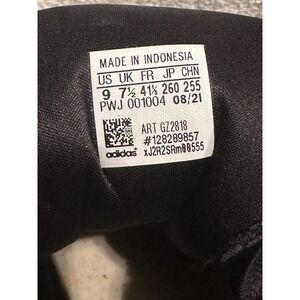 MADE IN INDONESIA
US UK FR JP CHN
9 7½ 41⅓ 260 255
PWJ 001004 08/21
ART GZ2818
#128289857
adidas xJ2R2SRm00555